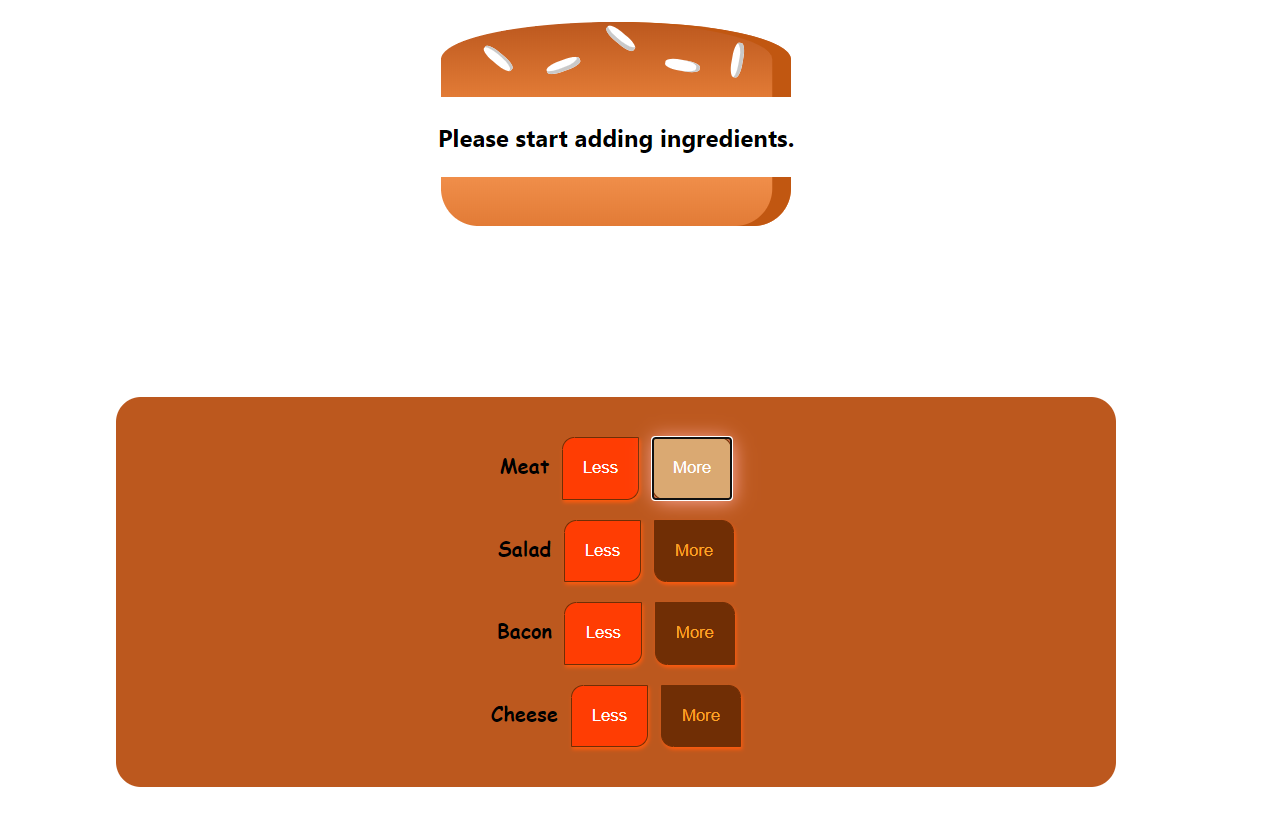 Please start adding ingredients.
Meat Less More
Salad Less More
Bacon Less More
Cheese Less More